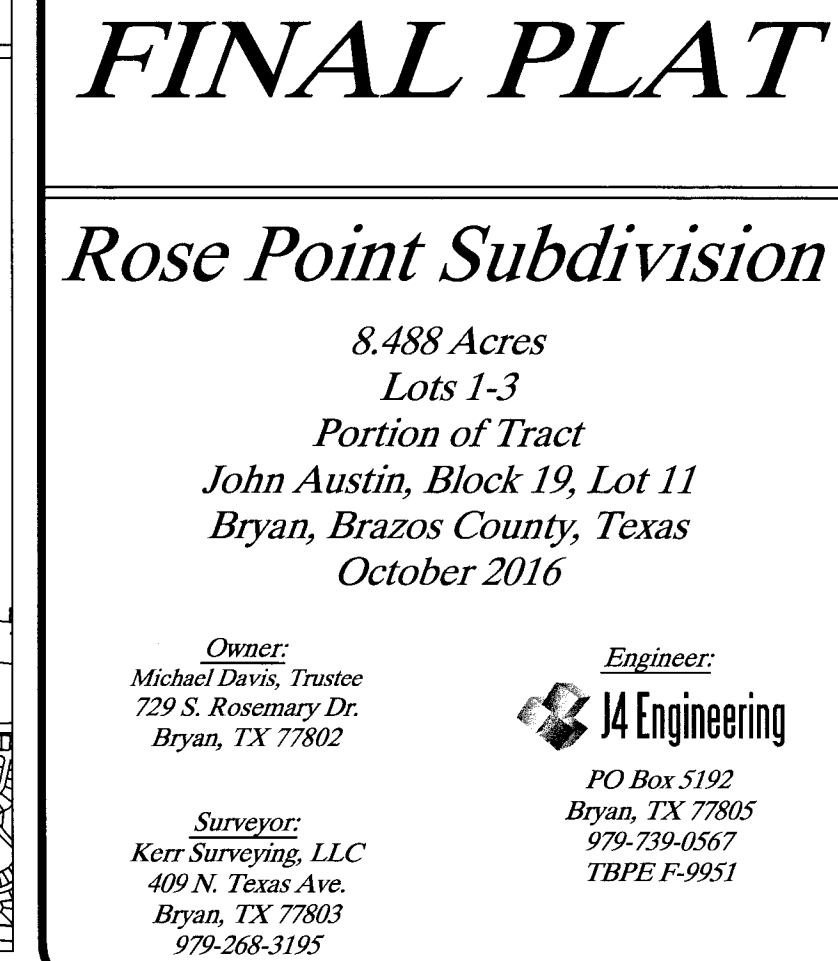 FINAL PLAT
Rose Point Subdivision
8.488 Acres
Lots 1-3
Portion of Tract
John Austin, Block 19, Lot 11
Bryan, Brazos County, Texas
October 2016
Owner:
Michael Davis, Trustee
729 S. Rosemary Dr.
Bryan, TX 77802
Surveyor:
Kerr Surveying, LLC
409 N. Texas Ave.
Bryan, TX 77803
979-268-3195
Engineer:
J4 Engineering
PO Box 5192
Bryan, TX 77805
979-739-0567
TBPE F-9951